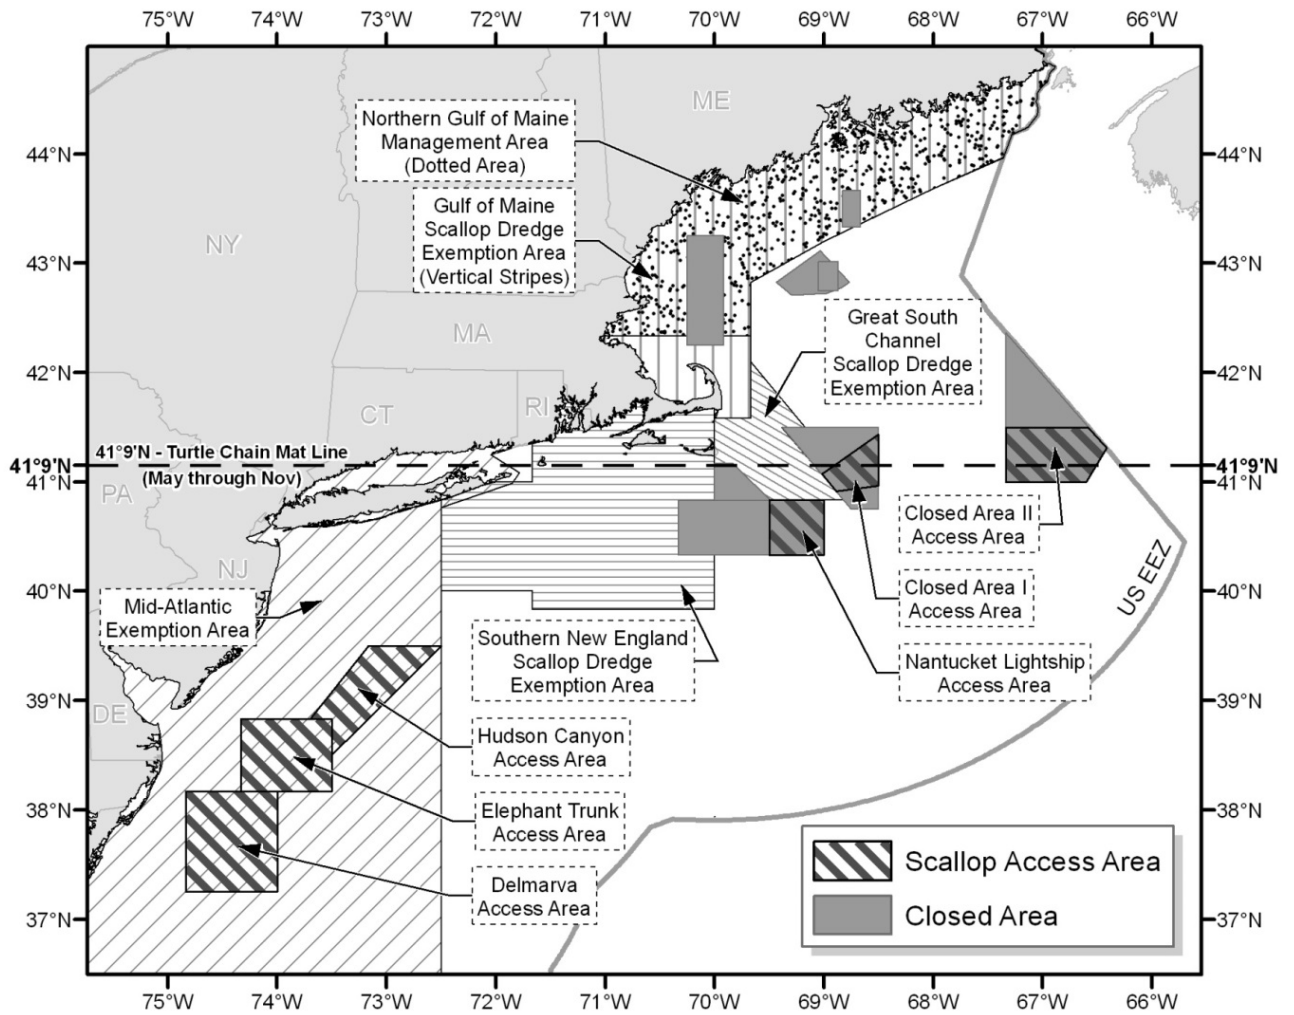 75°W 74°W 73°W 72°W 71°W 70°W 69°W 68°W 67°W 66°W
ME
Northern Gulf of Maine
Management Area
(Dotted Area)
44°N
44°N
Gulf of Maine
Scallop Dredge
Exemption Area
(Vertical Stripes)
NY
43°N
43°N
MA
Great South
Channel
Scallop Dredge
Exemption Area
42°N
42°N
CT
RI
41°9'N - Turtle Chain Mat Line
(May through Nov)
41°9'N
41°9'N
41°N
41°N
PA
Closed Area II
Access Area
NJ
US EEZ
40°N
40°N
Closed Area I
Access Area
Mid-Atlantic
Exemption Area
Southern New England
Scallop Dredge
Exemption Area
Nantucket Lightship
Access Area
39°N
39°N
DE
Hudson Canyon
Access Area
38°N
38°N
Elephant Trunk
Access Area
Scallop Access Area
Delmarva
Access Area
Closed Area
37°N
37°N
75°W 74°W 73°W 72°W 71°W 70°W 69°W 68°W 67°W 66°W